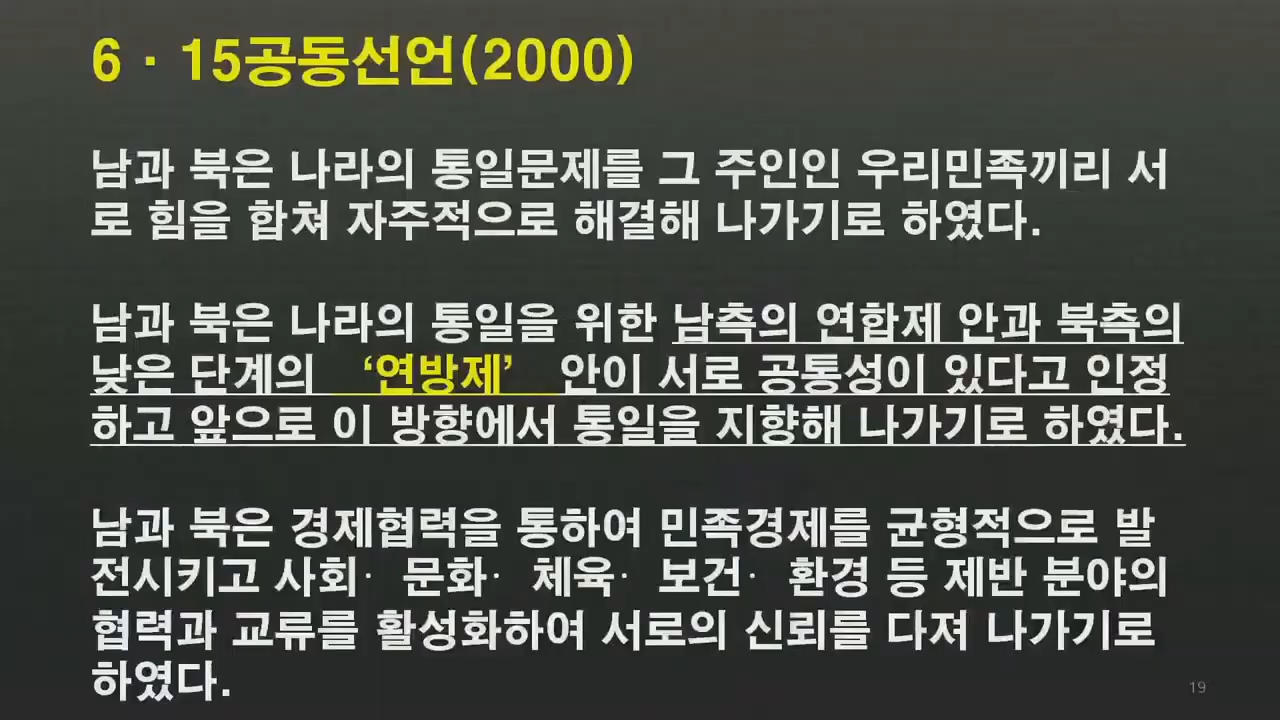 6 · 15공동선언(2000)
남과 북은 나라의 통일문제를 그 주인인 우리민족끼리 서
로 힘을 합쳐 자주적으로 해결해 나가기로 하였다.
남과 북은 나라의 통일을 위한 남측의 연합제 안과 북측의
낮은 단계의 ‘연방제’ 안이 서로 공통성이 있다고 인정
하고 앞으로 이 방향에서 통일을 지향해 나가기로 하였다.
남과 북은 경제협력을 통하여 민족경제를 균형적으로 발
전시키고 사회· 문화· 체육· 보건· 환경 등 제반 분야의
협력과 교류를 활성화하여 서로의 신뢰를 다져 나가기로
하였다.
19